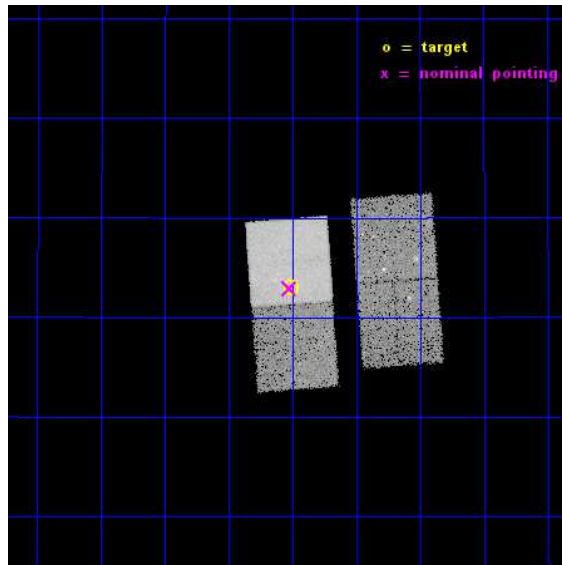 o = target
x = nominal pointing